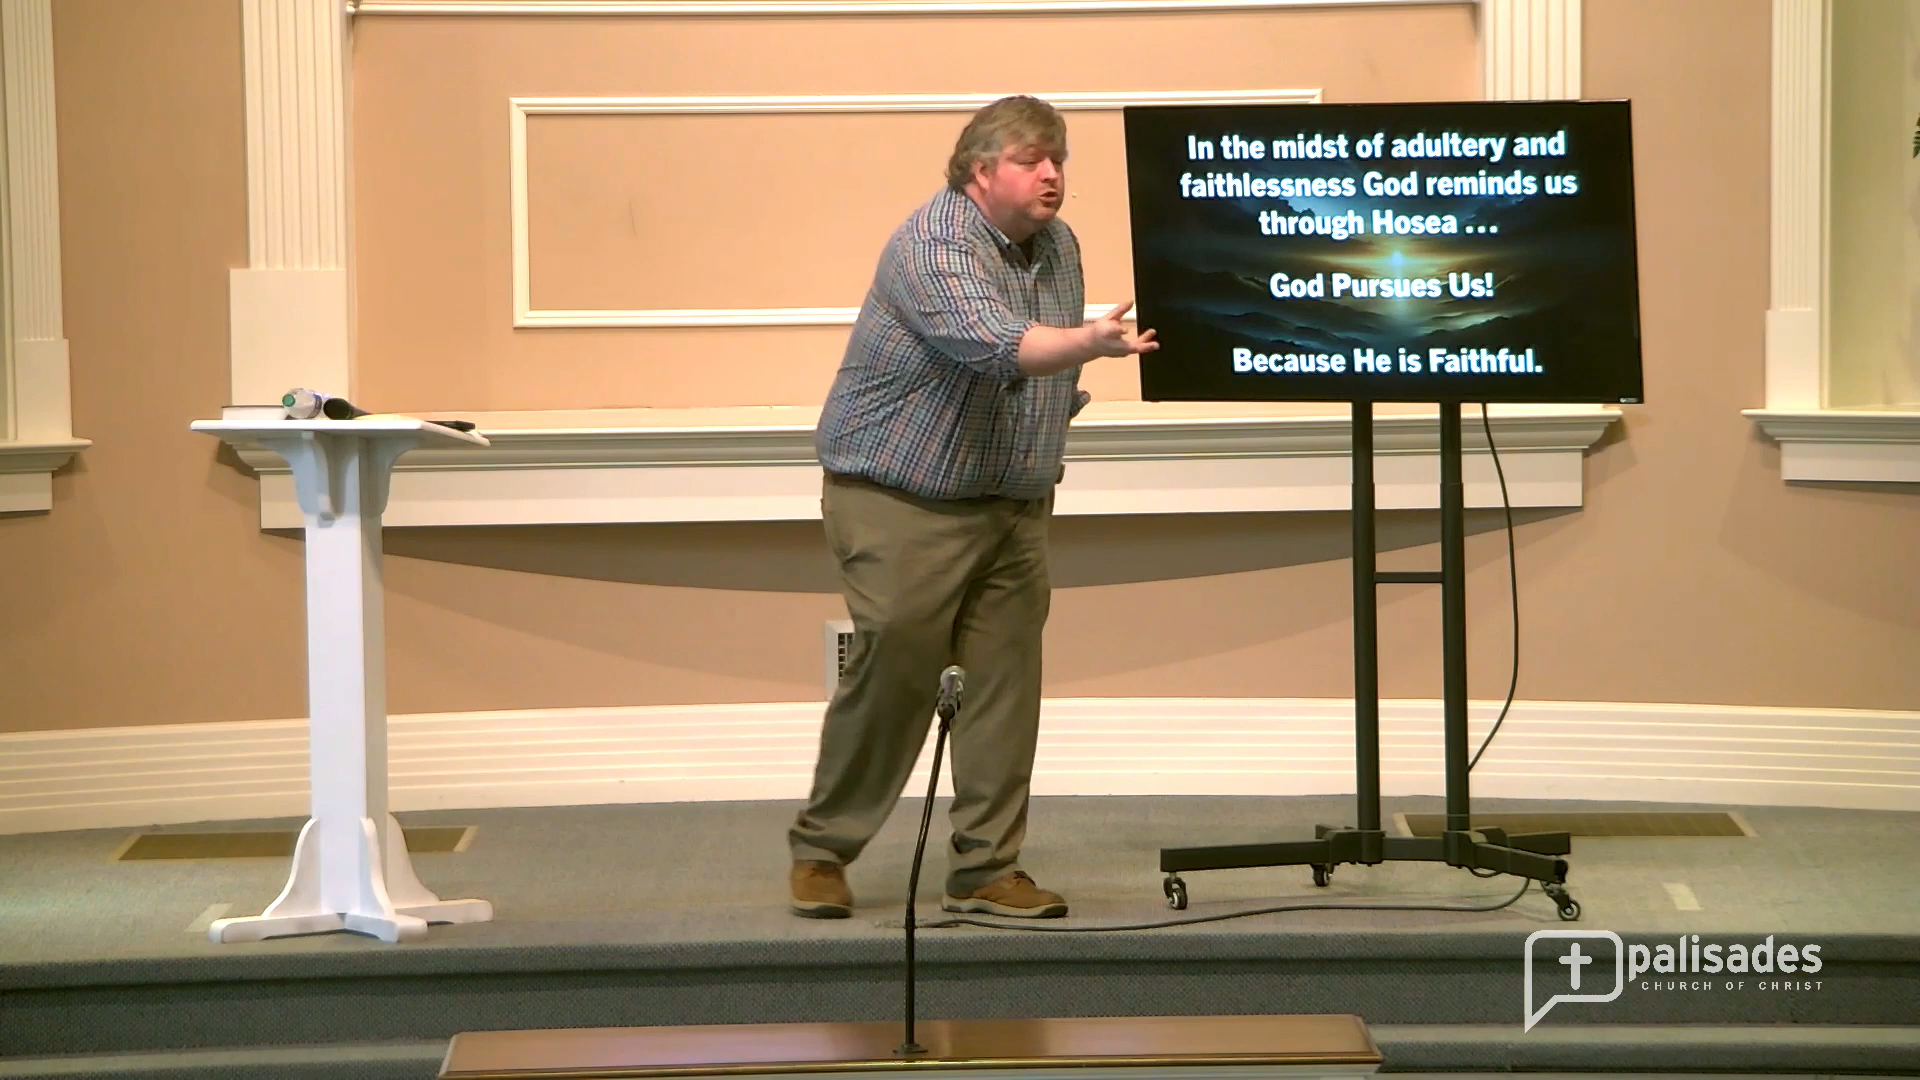 In the midst of adultery and
faithlessness God reminds us
through Hosea ...
God Pursues Us!
Because He is Faithful.
palisades
CHURCH OF CHRIST